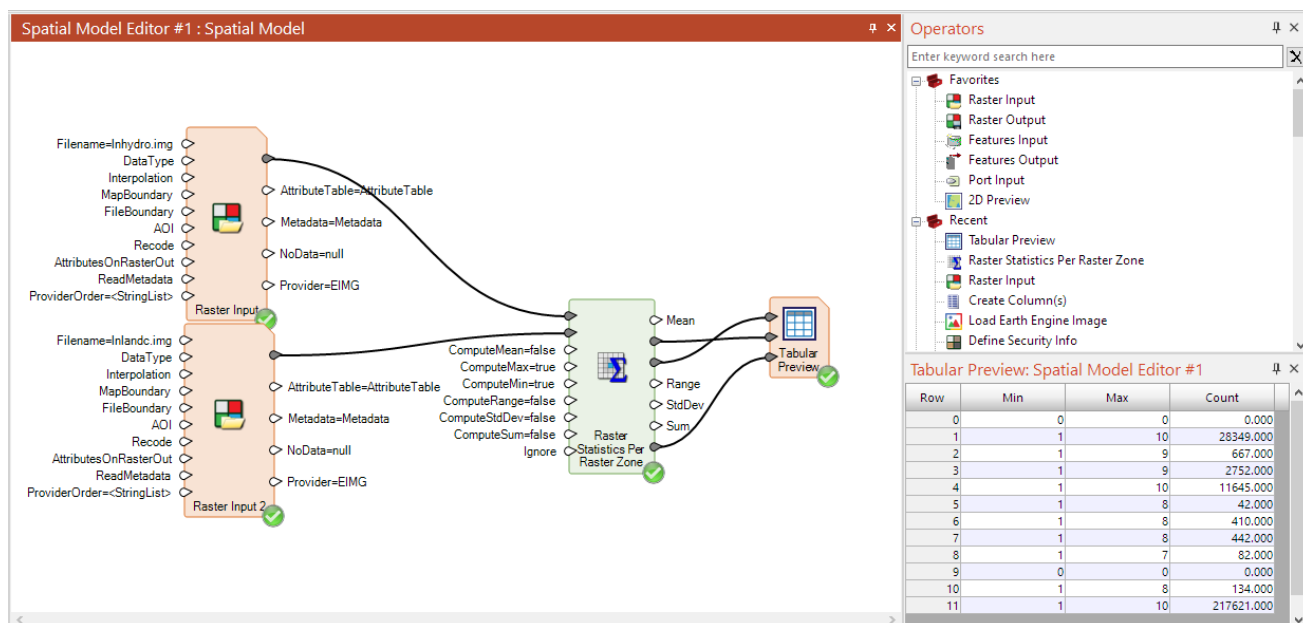 Spatial Model Editor #1 : Spatial Model
Filename=lnhydro.img
DataType
Interpolation
MapBoundary
FileBoundary
AOI
Recode
AttributesOnRasterOut
ReadMetadata
ProviderOrder=<StringList>
AttributeTable=AttributeTable
Metadata=Metadata
NoData=null
Provider=EIMG
Raster Input
Filename=lnlandc.img
DataType
Interpolation
MapBoundary
FileBoundary
AOI
Recode
AttributesOnRasterOut
ReadMetadata
ProviderOrder=<StringList>
AttributeTable=AttributeTable
Metadata=Metadata
NoData=null
Provider=EIMG
Raster Input 2
ComputeMean=false
ComputeMax=true
ComputeMin=true
ComputeRange=false
ComputeStdDev=false
ComputeSum=false
Ignore
Mean
Range
StdDev
Sum
Raster
Statistics Per
Raster Zone
Tabular
Preview
Operators
Enter keyword search here
Favorites
Raster Input
Raster Output
Features Input
Features Output
Port Input
2D Preview
Recent
Tabular Preview
Raster Statistics Per Raster Zone
Raster Input
Create Column(s)
Load Earth Engine Image
Define Security Info
Tabular Preview: Spatial Model Editor #1
Row Min Max Count
0 0 0 0.000
1 1 10 28349.000
2 1 9 667.000
3 1 9 2752.000
4 1 10 11645.000
5 1 8 42.000
6 1 8 410.000
7 1 8 442.000
8 1 7 82.000
9 0 0 0.000
10 1 8 134.000
11 1 10 217621.000